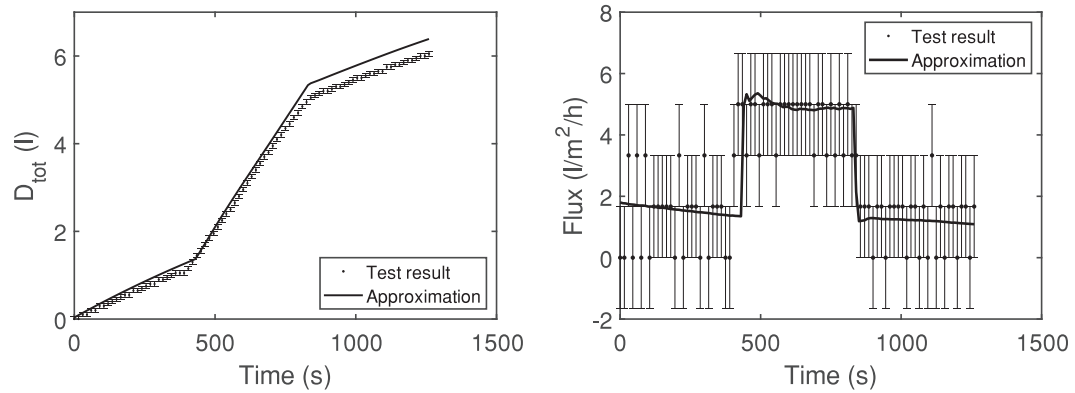 D_tot (l)
6
4
2
0
0
500
1000
1500
Time (s)
Test result
Approximation
Flux (l/m²/h)
8
6
4
2
0
-2
0
500
1000
1500
Time (s)
Test result
Approximation